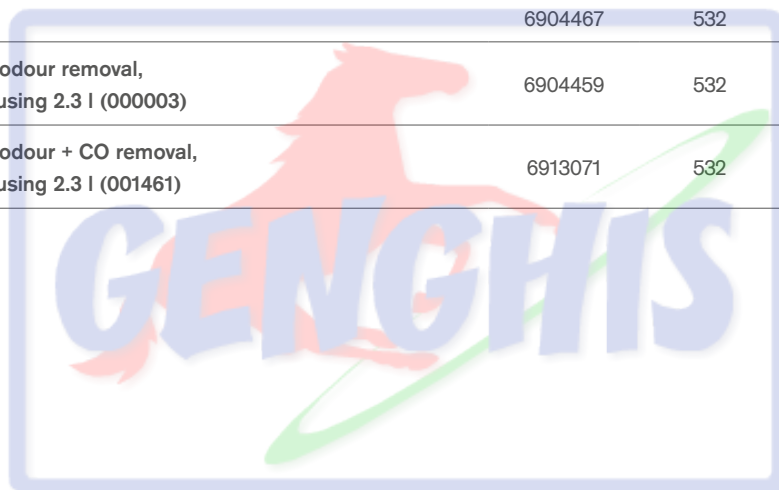 6904467 532
odour removal,
using 2.3 l (000003) 6904459 532
odour + CO removal,
using 2.3 l (001461) 6913071 532
GENGHIS